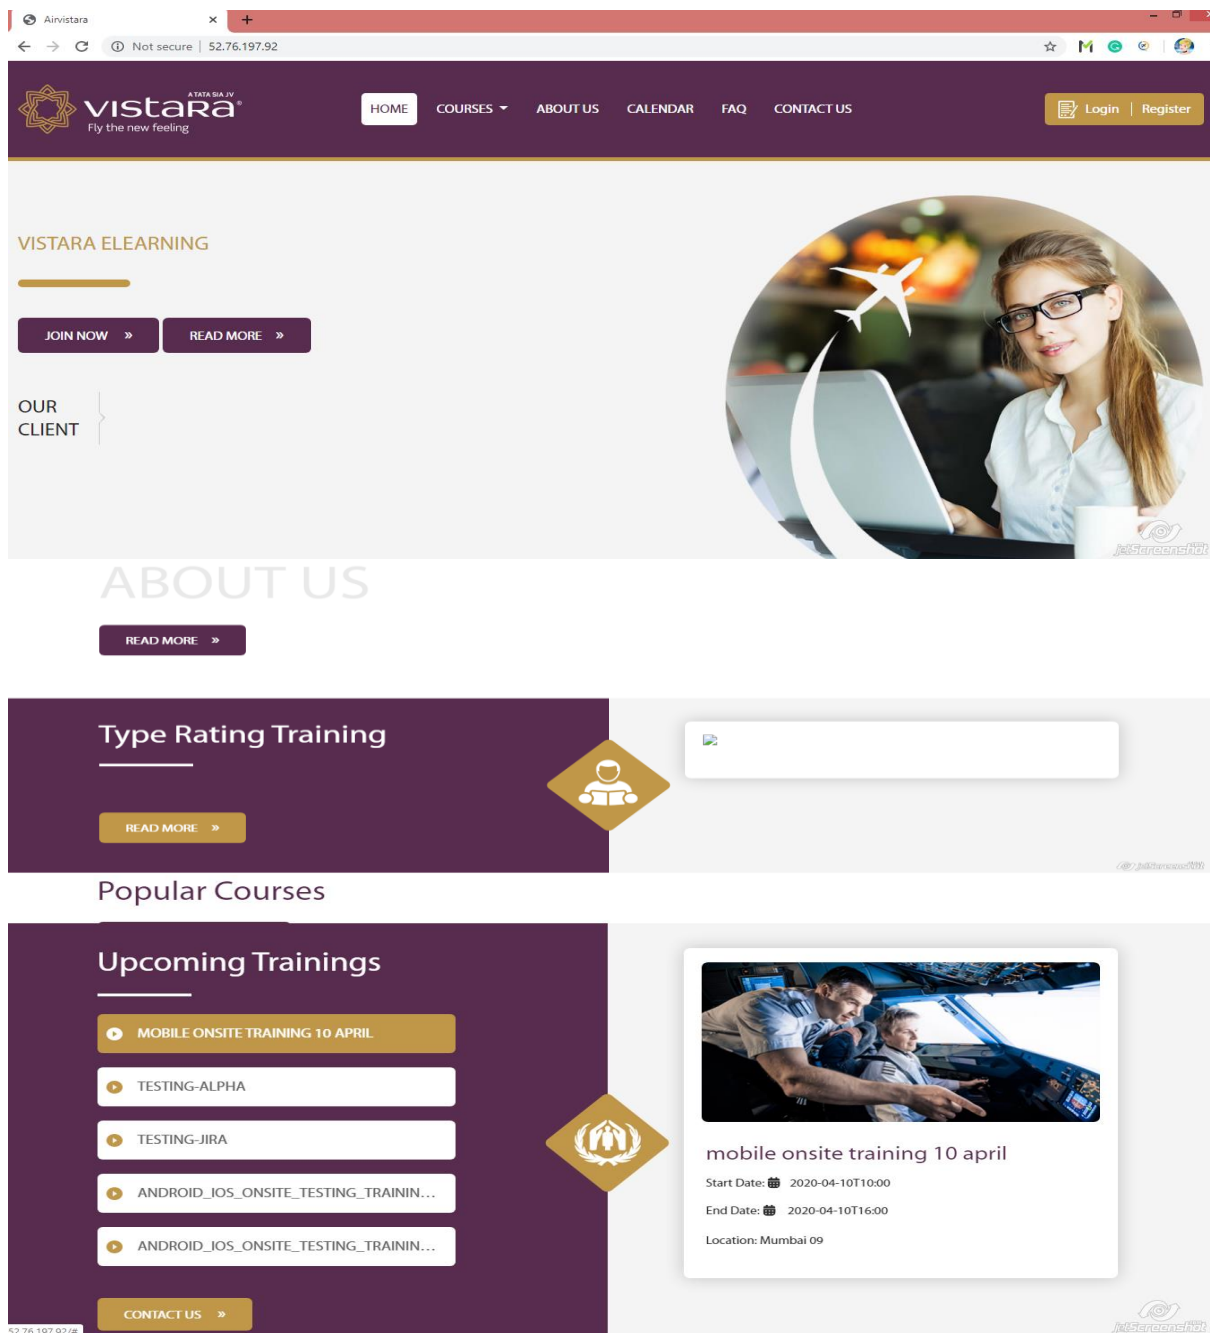 Airvistara
Not secure | 52.76.197.92
A TATA SIA JV
VISTARA
Fly the new feeling
HOME COURSES ABOUT US CALENDAR FAQ CONTACT US
Login | Register
VISTARA ELEARNING
JOIN NOW » READ MORE »
OUR
CLIENT
jetScreenshot
ABOUT US
READ MORE »
Type Rating Training
READ MORE »
jetScreenshot
Popular Courses
Upcoming Trainings
MOBILE ONSITE TRAINING 10 APRIL
TESTING-ALPHA
TESTING-JIRA
ANDROID_IOS_ONSITE_TESTING_TRAININ...
ANDROID_IOS_ONSITE_TESTING_TRAININ...
CONTACT US »
mobile onsite training 10 april
Start Date: 2020-04-10T10:00
End Date: 2020-04-10T16:00
Location: Mumbai 09
jetScreenshot
52.76.197.92/#